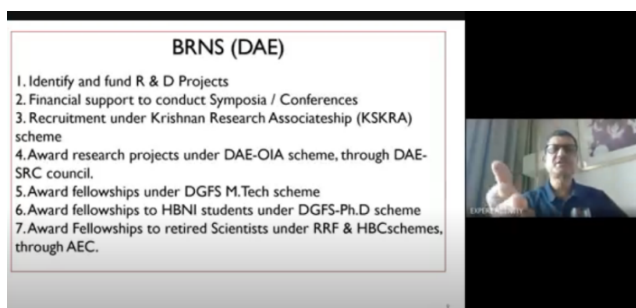 BRNS (DAE)
1. Identify and fund R & D Projects
2. Financial support to conduct Symposia / Conferences
3. Recruitment under Krishnan Research Associateship (KSKRA)
scheme
4.Award research projects under DAE-OIA scheme, through DAE-
SRC council.
5.Award fellowships under DGFS M.Tech scheme
6.Award fellowships to HBNI students under DGFS-Ph.D scheme
7.Award Fellowships to retired Scientists under RRF & HBCschemes,
through AEC.